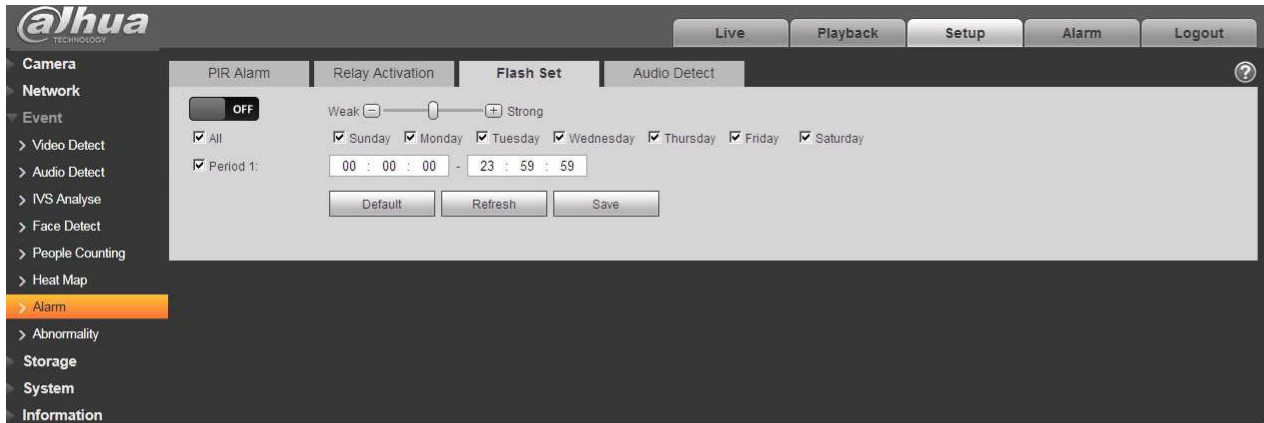 alhua
TECHNOLOGY
Live Playback Setup Alarm Logout
Camera
Network
Event
> Video Detect
> Audio Detect
> IVS Analyse
> Face Detect
> People Counting
> Heat Map
> Alarm
> Abnormality
Storage
System
Information
PIR Alarm Relay Activation Flash Set Audio Detect ?
OFF Weak - + Strong
All Sunday Monday Tuesday Wednesday Thursday Friday Saturday
Period 1: 00 : 00 : 00 - 23 : 59 : 59
Default Refresh Save